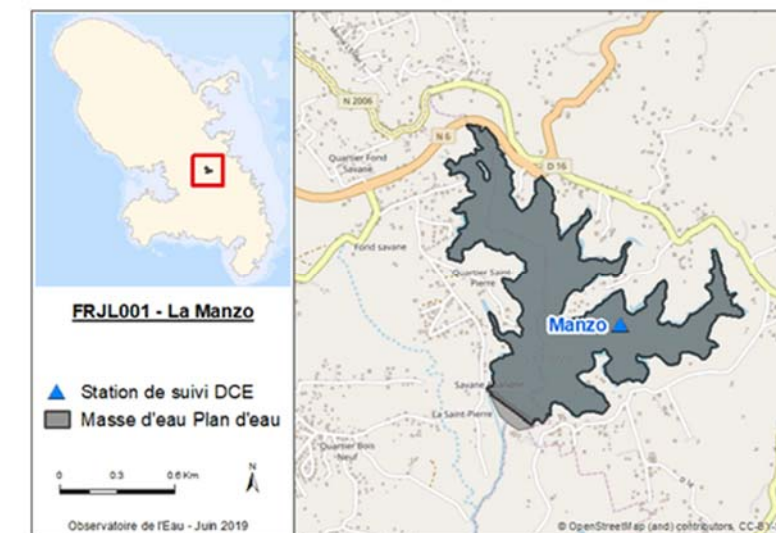 FRJL001 - La Manzo
Station de suivi DCE
Masse d'eau Plan d'eau
0 0.3 0.6 Km
N
Observatoire de l'Eau - Juin 2019
N 2006
N 6
D 16
Quartier Fond
Savane
Fond savane
Quartier Saint-
Pierre
Manzo
Savane
La Saint-Pierre
Quartier Bois
Neuf
© OpenStreetMap (and) contributors, CC-BY-